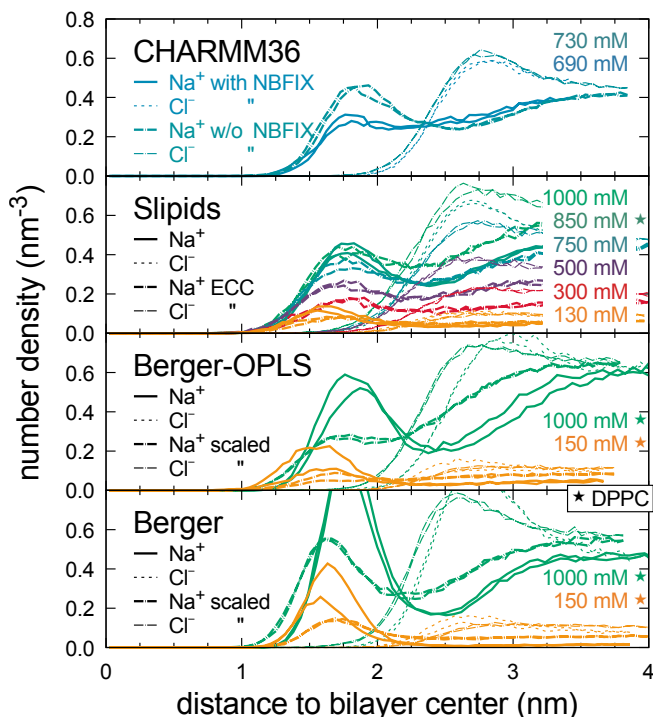 number density (nm⁻³)
0.8
0.6
0.4
0.2
0.0
CHARMM36
Na⁺ with NBFIX
Cl⁻ "
Na⁺ w/o NBFIX
Cl⁻ "
730 mM
690 mM
0.6
0.4
0.2
0.0
Slipids
Na⁺
Cl⁻
Na⁺ ECC
Cl⁻ "
1000 mM
850 mM ★
750 mM
500 mM
300 mM
130 mM
0.6
0.4
0.2
0.0
Berger-OPLS
Na⁺
Cl⁻
Na⁺ scaled
Cl⁻ "
1000 mM ★
150 mM ★
★ DPPC
0.6
0.4
0.2
0.0
Berger
Na⁺
Cl⁻
Na⁺ scaled
Cl⁻ "
1000 mM ★
150 mM ★
0 1 2 3 4
distance to bilayer center (nm)